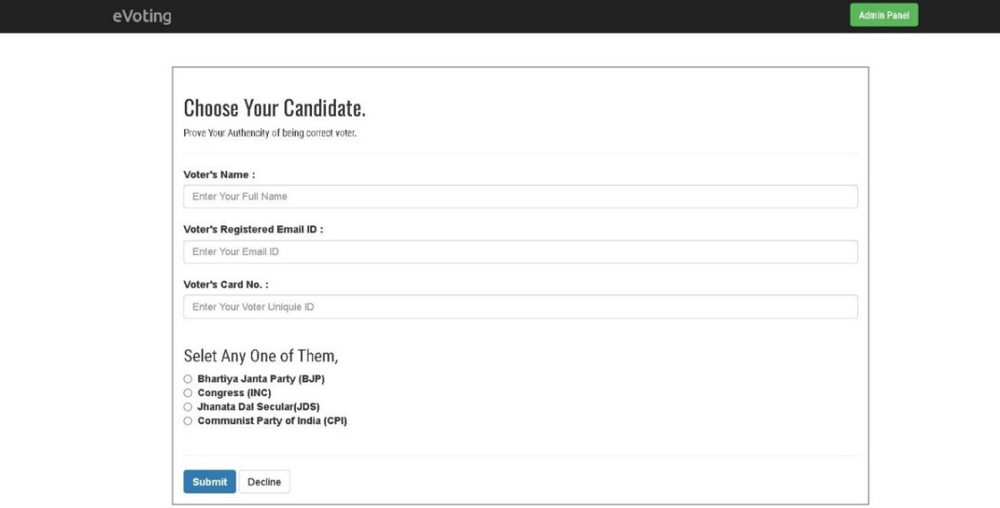 eVoting
Admin Panel
Choose Your Candidate.
Prove Your Authencity of being correct voter.
Voter's Name :
Enter Your Full Name
Voter's Registered Email ID :
Enter Your Email ID
Voter's Card No. :
Enter Your Voter Uniquie ID
Selet Any One of Them,
Bhartiya Janta Party (BJP)
Congress (INC)
Jhanata Dal Secular(JDS)
Communist Party of India (CPI)
Submit Decline